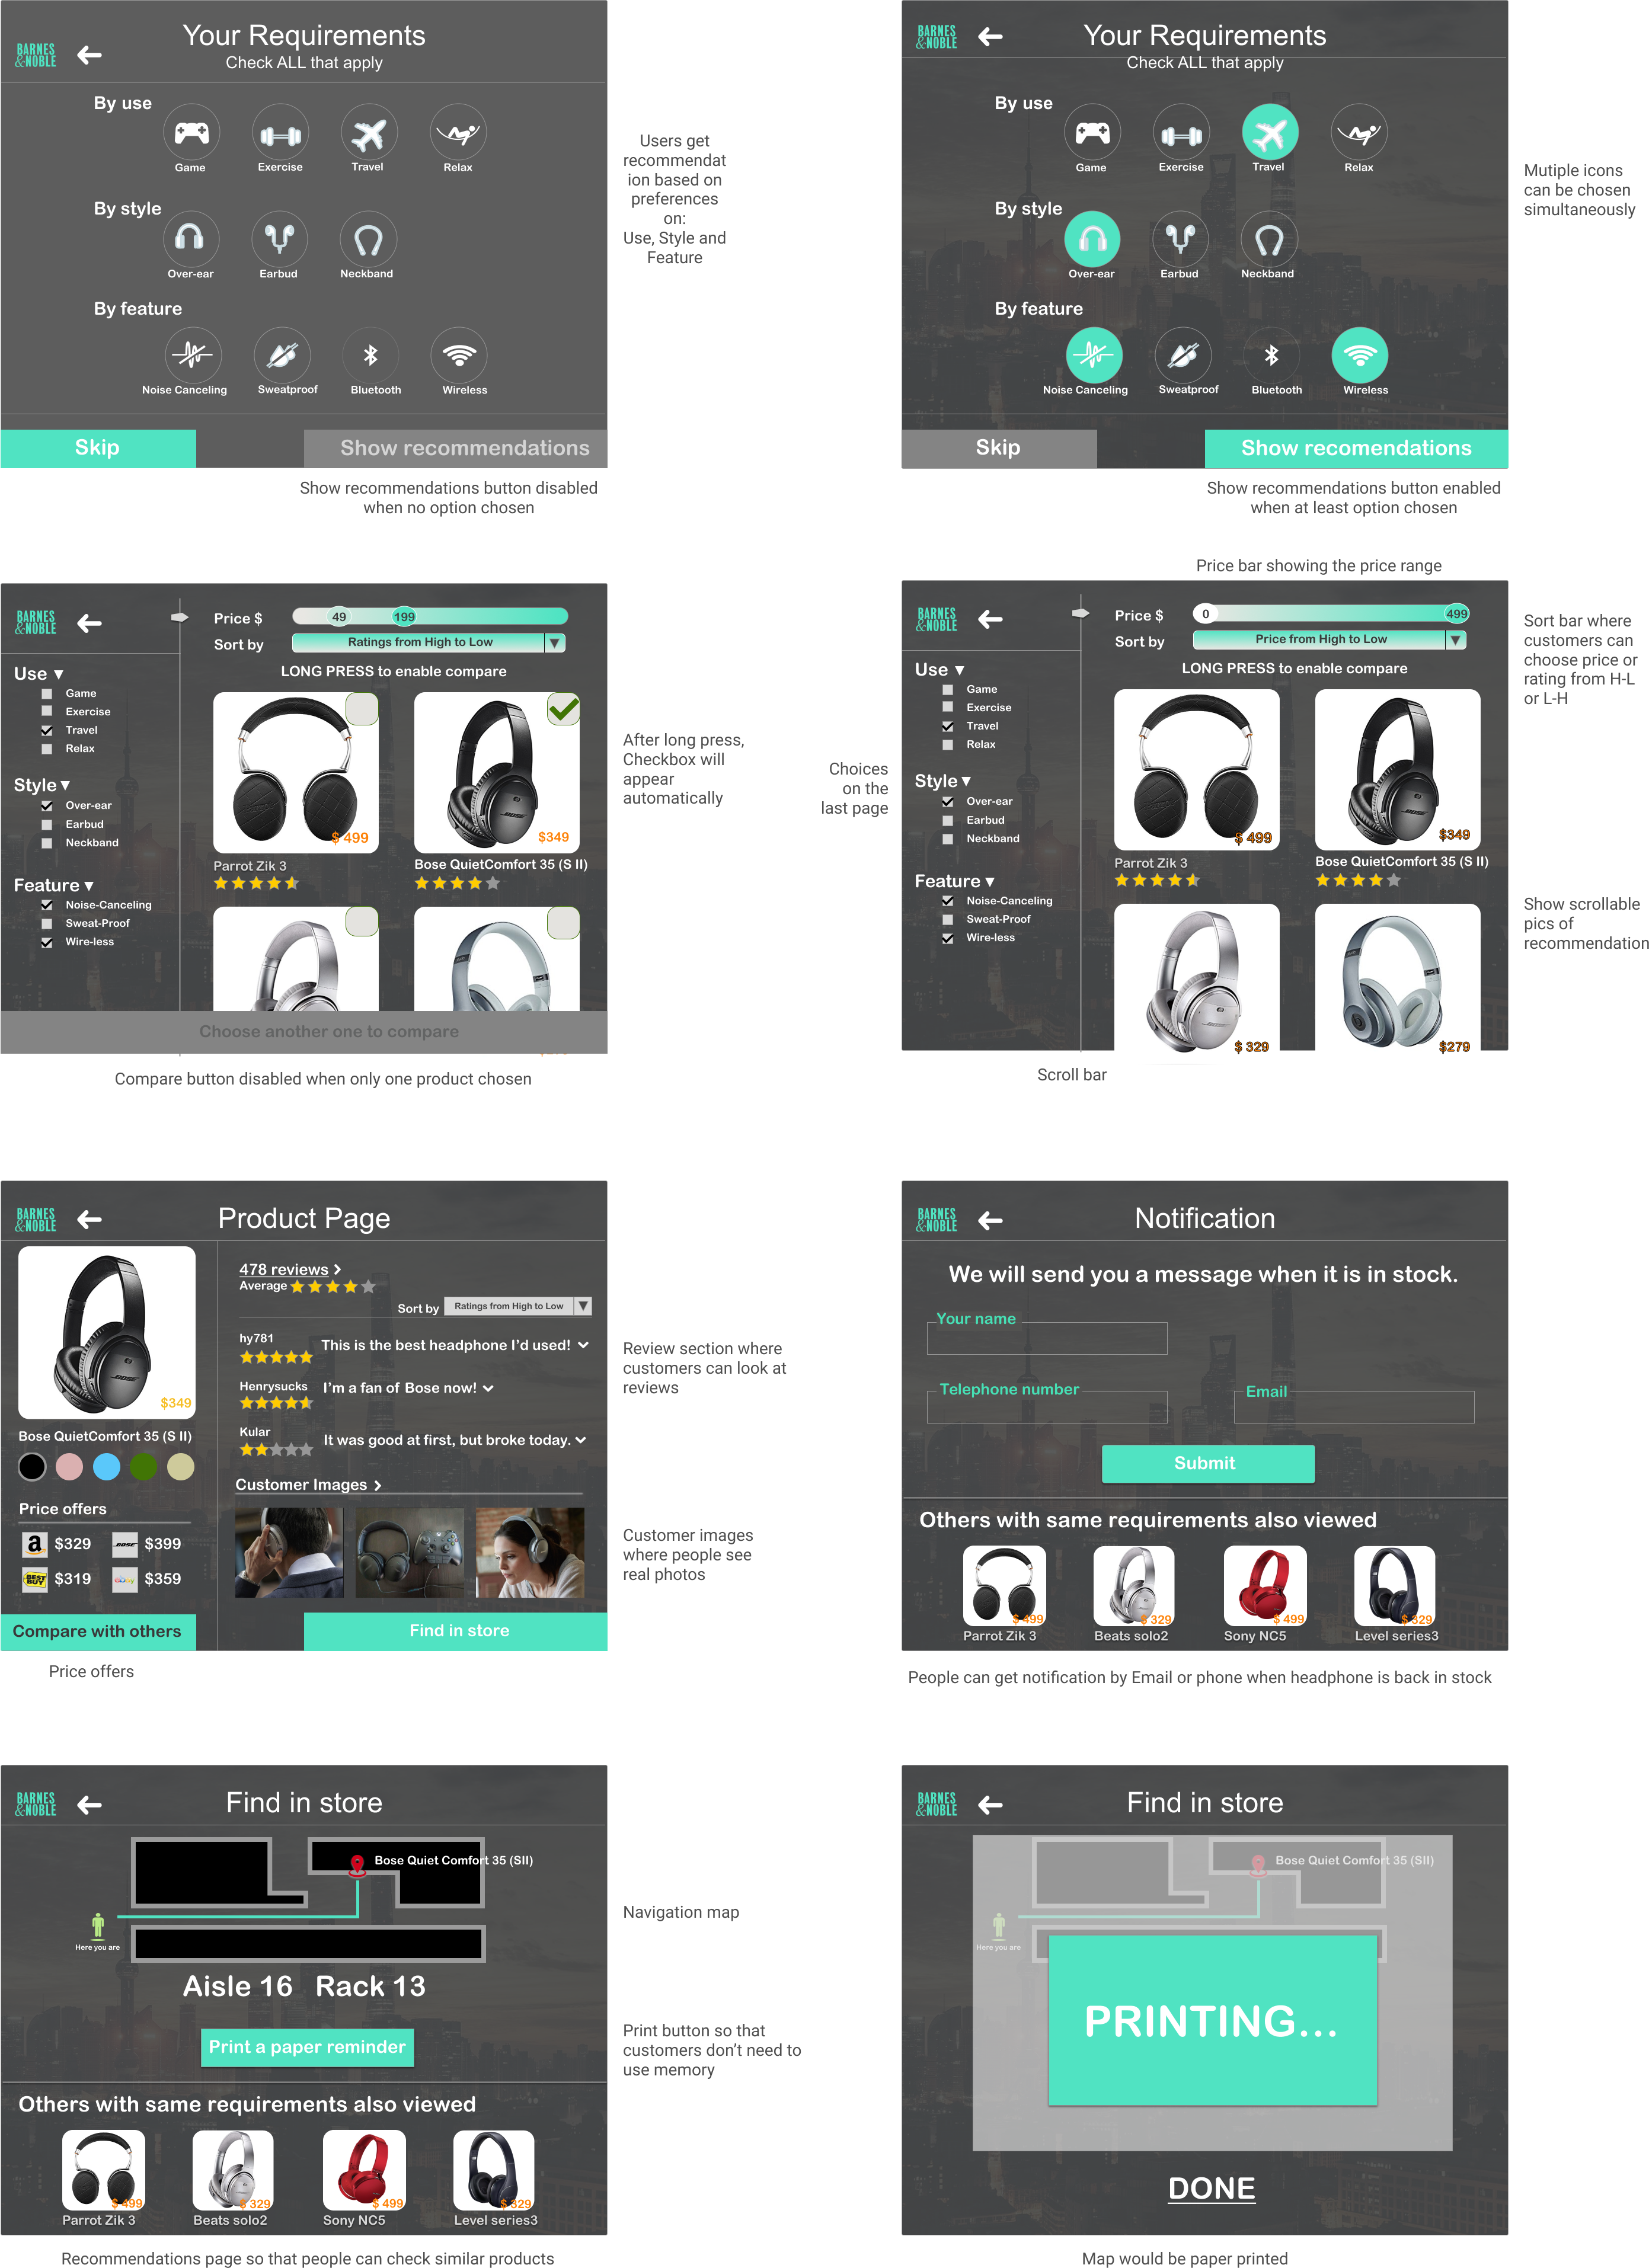 BARNES
&NOBLE
Your Requirements
Check ALL that apply
By use
Game
Exercise
Travel
Relax
By style
Over-ear
Earbud
Neckband
By feature
Noise Canceling
Sweatproof
Bluetooth
Wireless
Skip
Show recommendations
Users get
recommendat
ion based on
preferences
on:
Use, Style and
Feature
Show recommendations button disabled
when no option chosen
BARNES
&NOBLE
Your Requirements
Check ALL that apply
By use
Game
Exercise
Travel
Relax
By style
Over-ear
Earbud
Neckband
By feature
Noise Canceling
Sweatproof
Bluetooth
Wireless
Skip
Show recomendations
Mutiple icons
can be chosen
simultaneously
Show recommendations button enabled
when at least option chosen
BARNES
&NOBLE
Price $
49
199
Sort by
Ratings from High to Low
LONG PRESS to enable compare
Use
Game
Exercise
Travel
Relax
Style
Over-ear
Earbud
Neckband
Feature
Noise-Canceling
Sweat-Proof
Wire-less
$ 499
Parrot Zik 3
BOSE
$349
Bose QuietComfort 35 (S II)
Choose another one to compare
After long press,
Checkbox will
appear
automatically
Compare button disabled when only one product chosen
Price bar showing the price range
BARNES
&NOBLE
Price $
0
499
Sort by
Price from High to Low
LONG PRESS to enable compare
Use
Game
Exercise
Travel
Relax
Style
Over-ear
Earbud
Neckband
Feature
Noise-Canceling
Sweat-Proof
Wire-less
$ 499
Parrot Zik 3
BOSE
$349
Bose QuietComfort 35 (S II)
BOSE
$ 329
$279
Choices
on the
last page
Sort bar where
customers can
choose price or
rating from H-L
or L-H
Show scrollable
pics of
recommendation
Scroll bar
BARNES
&NOBLE
Product Page
BOSE
$349
Bose QuietComfort 35 (S II)
Price offers
a $329
BOSE $399
BEST BUY $319
ebay $359
Compare with others
478 reviews
Average
Sort by
Ratings from High to Low
hy781
This is the best headphone I'd used!
Henrysucks
I'm a fan of Bose now!
Kular
It was good at first, but broke today.
Customer Images
Find in store
Review section where
customers can look at
reviews
Customer images
where people see
real photos
Price offers
BARNES
&NOBLE
Notification
We will send you a message when it is in stock.
Your name
Telephone number
Email
Submit
Others with same requirements also viewed
$ 499
Parrot Zik 3
$ 329
Beats solo2
$ 499
Sony NC5
$ 329
Level series3
People can get notification by Email or phone when headphone is back in stock
BARNES
&NOBLE
Find in store
Bose Quiet Comfort 35 (SII)
Here you are
Aisle 16 Rack 13
Print a paper reminder
Others with same requirements also viewed
$ 499
Parrot Zik 3
$ 329
Beats solo2
$ 499
Sony NC5
$ 329
Level series3
Navigation map
Print button so that
customers don't need to
use memory
Recommendations page so that people can check similar products
BARNES
&NOBLE
Find in store
Bose Quiet Comfort 35 (SII)
Here you are
PRINTING...
DONE
Map would be paper printed